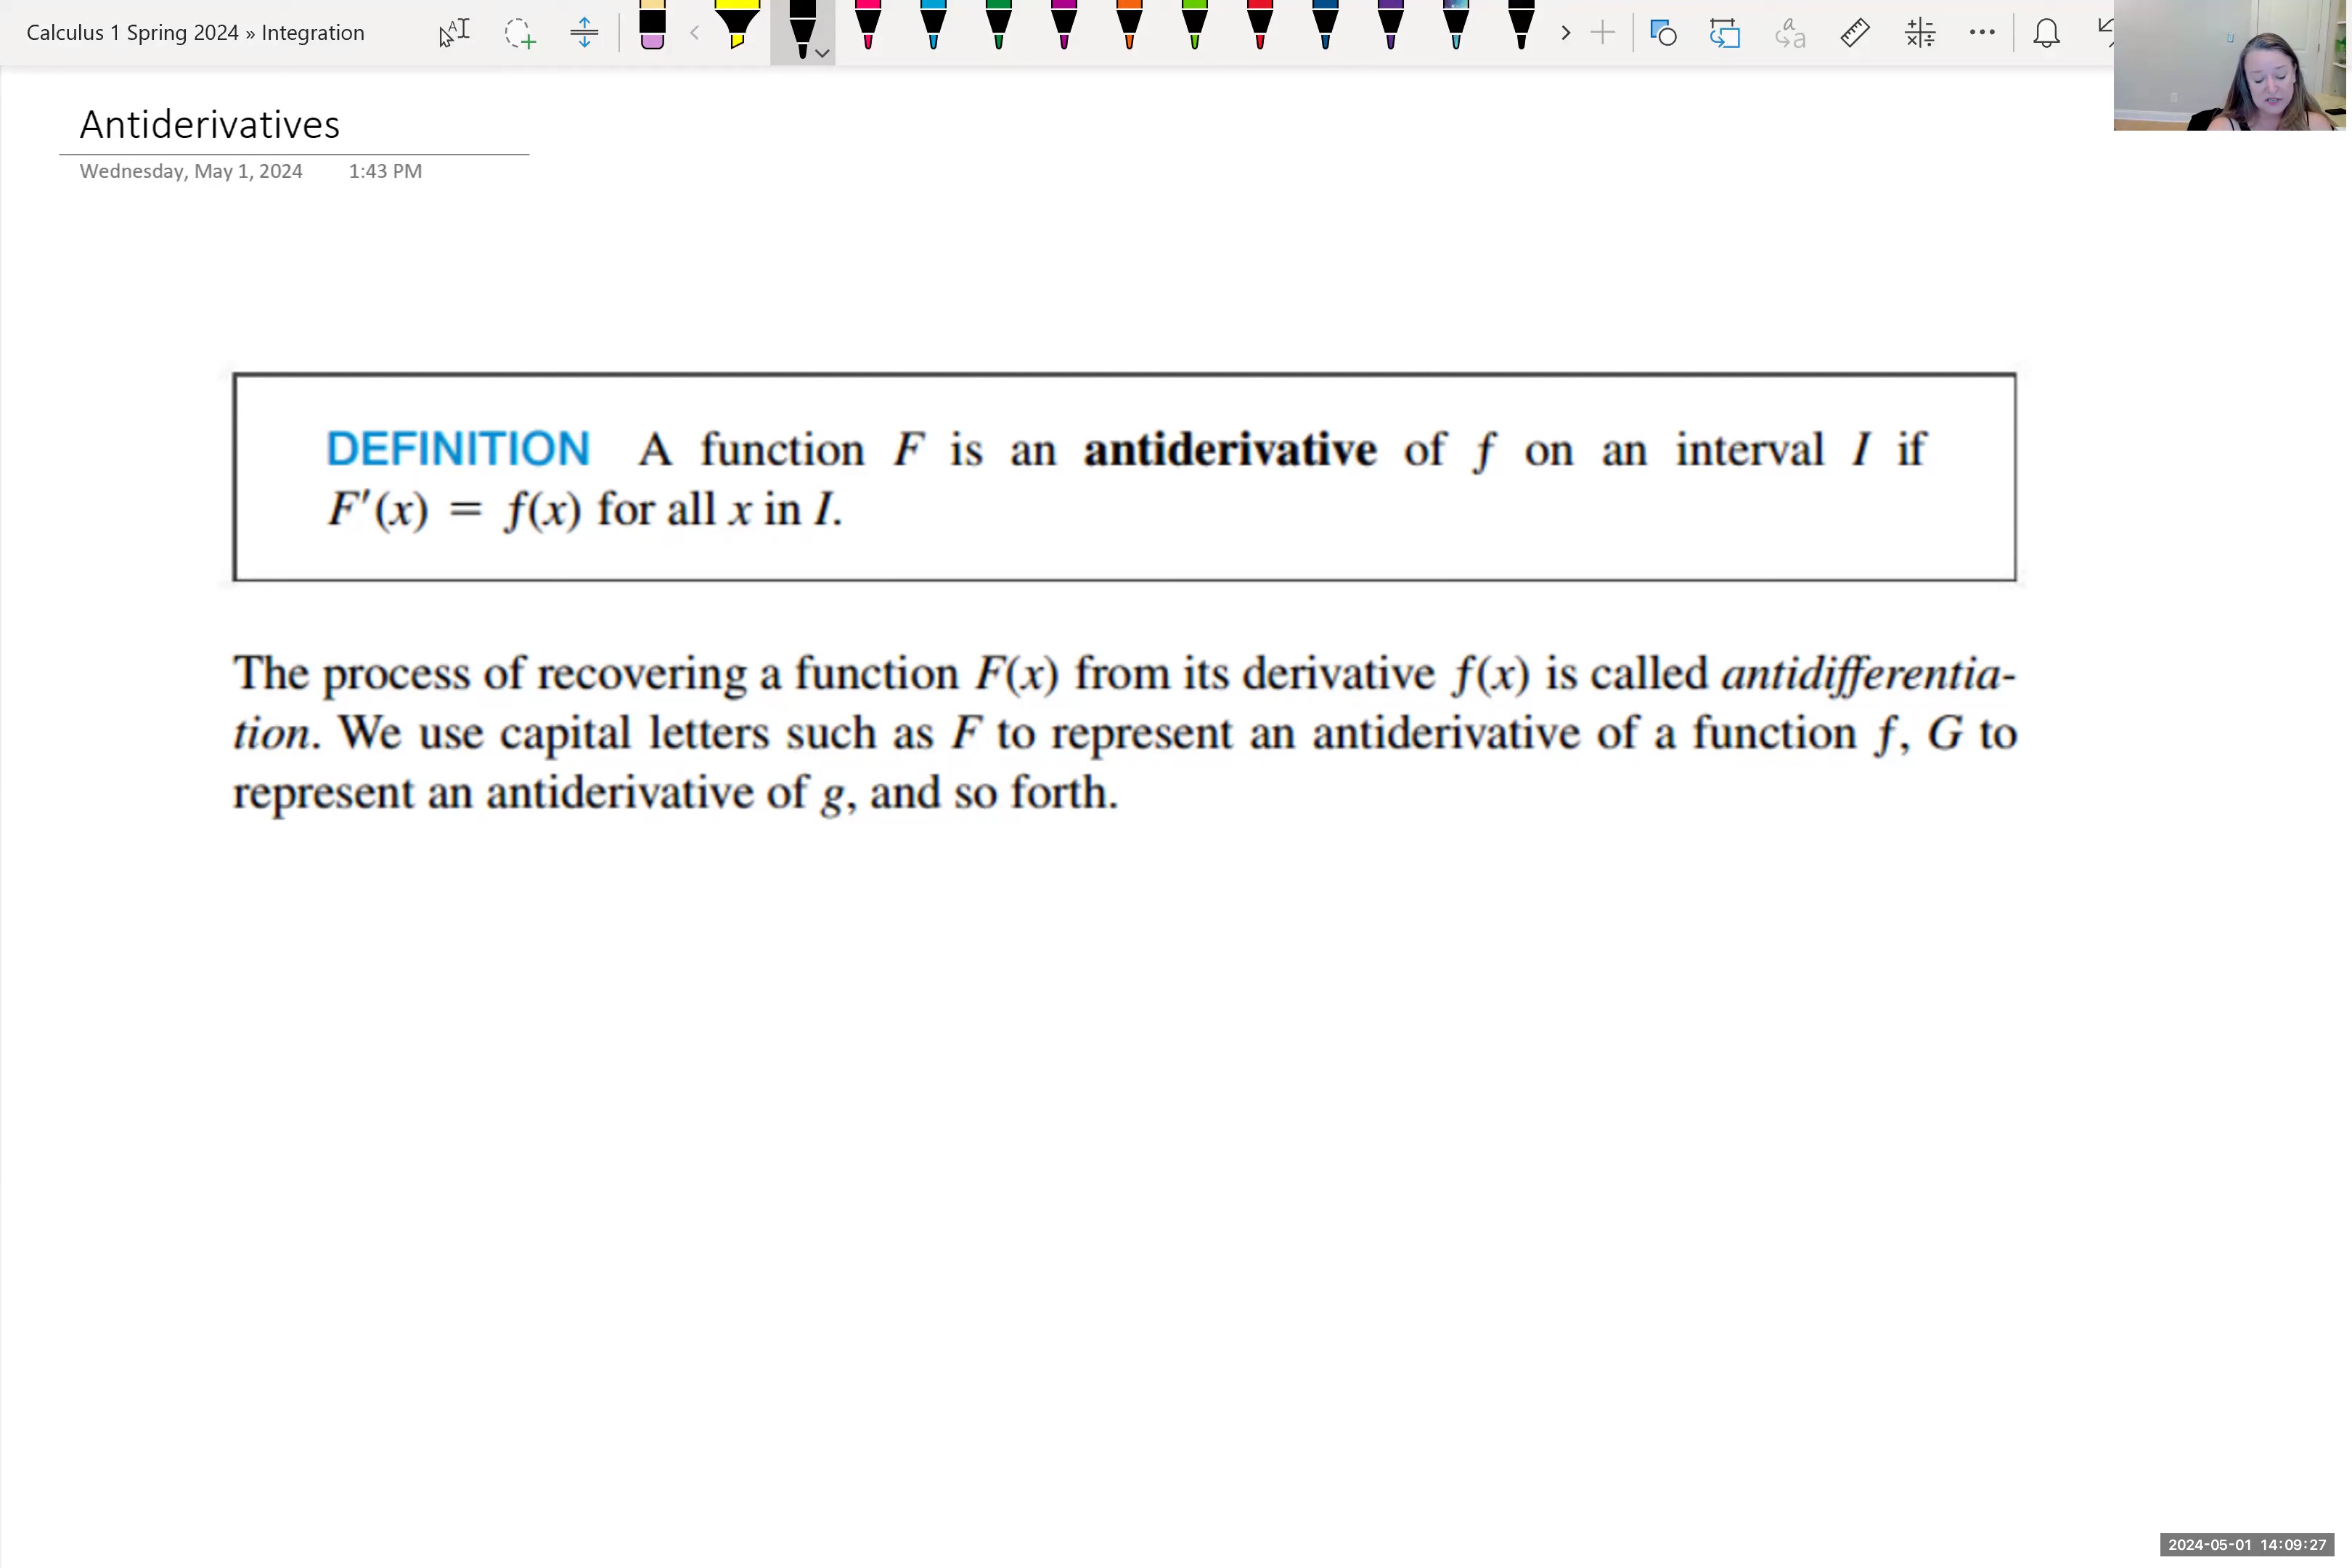 Calculus 1 Spring 2024 » Integration
Antiderivatives
Wednesday, May 1, 2024 1:43 PM
DEFINITION A function F is an antiderivative of f on an interval I if
F′(x) = f(x) for all x in I.
The process of recovering a function F(x) from its derivative f(x) is called antidifferentia-
tion. We use capital letters such as F to represent an antiderivative of a function f, G to
represent an antiderivative of g, and so forth.
2024-05-01 14:09:27